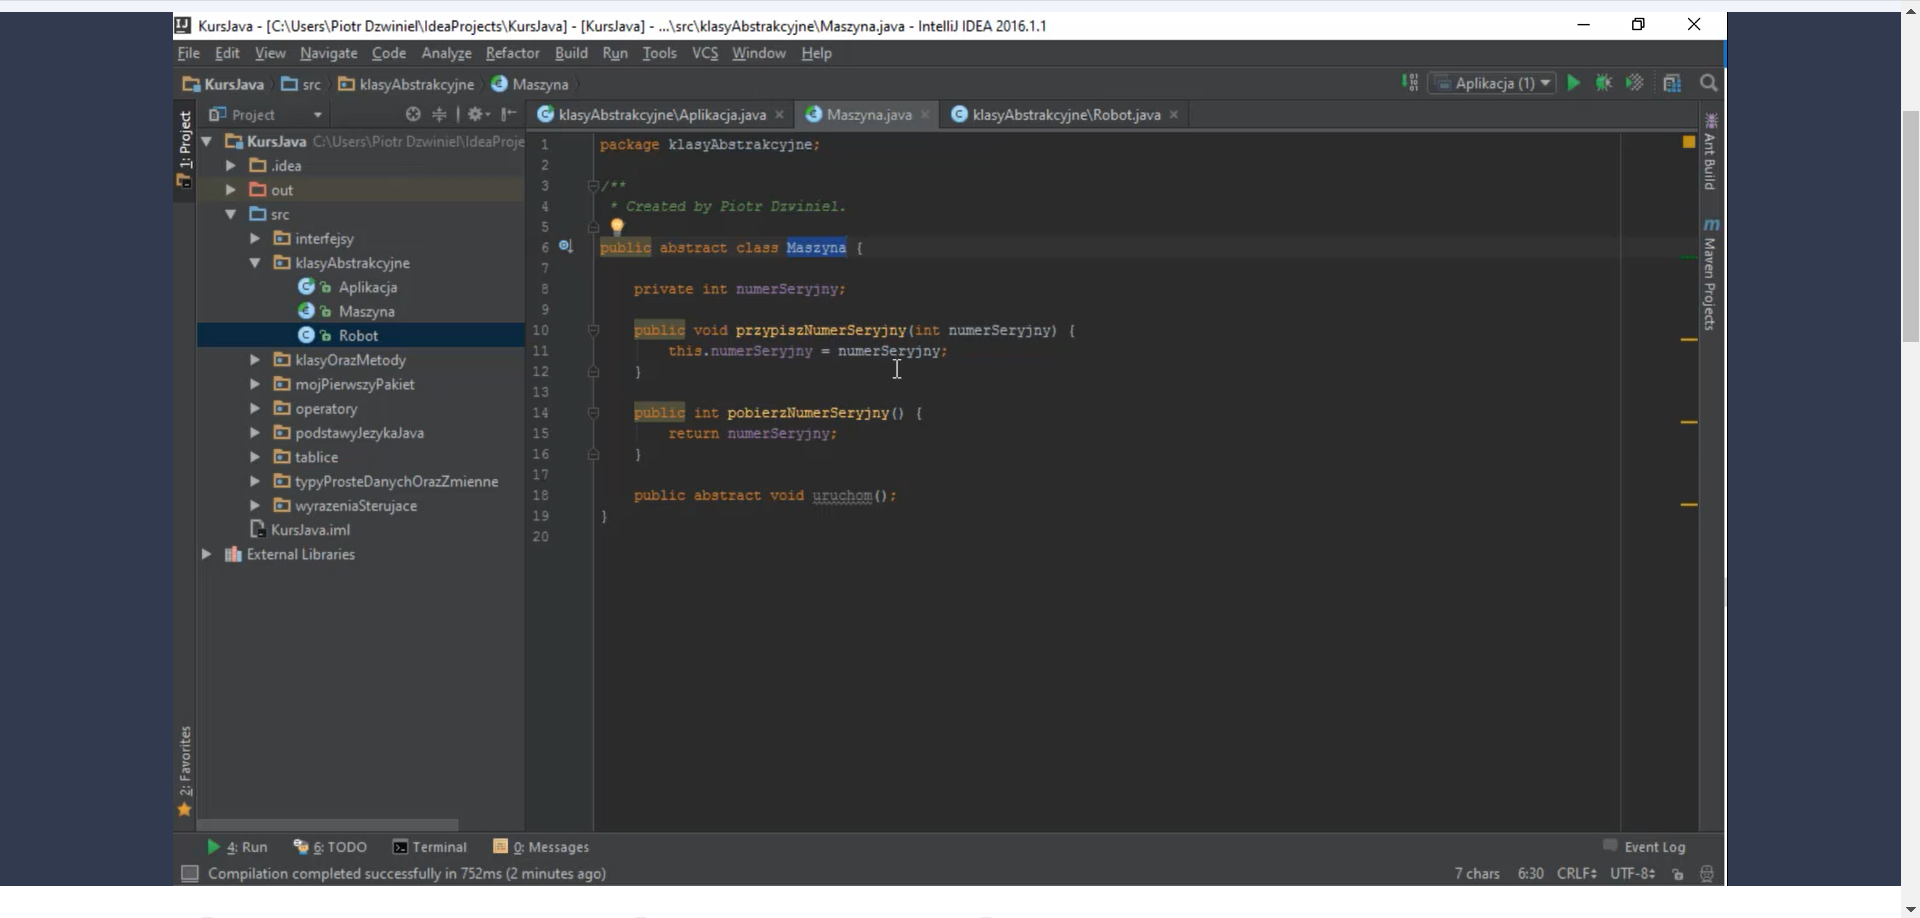 KursJava - [C:\Users\Piotr Dzwiniel\IdeaProjects\KursJava] - [KursJava] - ...\src\klasyAbstrakcyjne\Maszyna.java - IntelliJ IDEA 2016.1.1
File Edit View Navigate Code Analyze Refactor Build Run Tools VCS Window Help
KursJava src klasyAbstrakcyjne Maszyna
Aplikacja (1)
1: Project
Project
KursJava C:\Users\Piotr Dzwiniel\IdeaProje
.idea
out
src
interfejsy
klasyAbstrakcyjne
Aplikacja
Maszyna
Robot
klasyOrazMetody
mojPierwszyPakiet
operatory
podstawyJezykaJava
tablice
typyProsteDanychOrazZmienne
wyrazeniaSterujace
KursJava.iml
External Libraries
2: Favorites
klasyAbstrakcyjne\Aplikacja.java Maszyna.java klasyAbstrakcyjne\Robot.java
1 package klasyAbstrakcyjne;
2
3 /**
4 * Created by Piotr Dzwiniel.
5
6 public abstract class Maszyna {
7
8 private int numerSeryjny;
9
10 public void przypiszNumerSeryjny(int numerSeryjny) {
11 this.numerSeryjny = numerSeryjny;
12 }
13
14 public int pobierzNumerSeryjny() {
15 return numerSeryjny;
16 }
17
18 public abstract void uruchom();
19 }
20
Ant Build
m Maven Projects
4: Run 6: TODO Terminal 0: Messages Event Log
Compilation completed successfully in 752ms (2 minutes ago) 7 chars 6:30 CRLF UTF-8